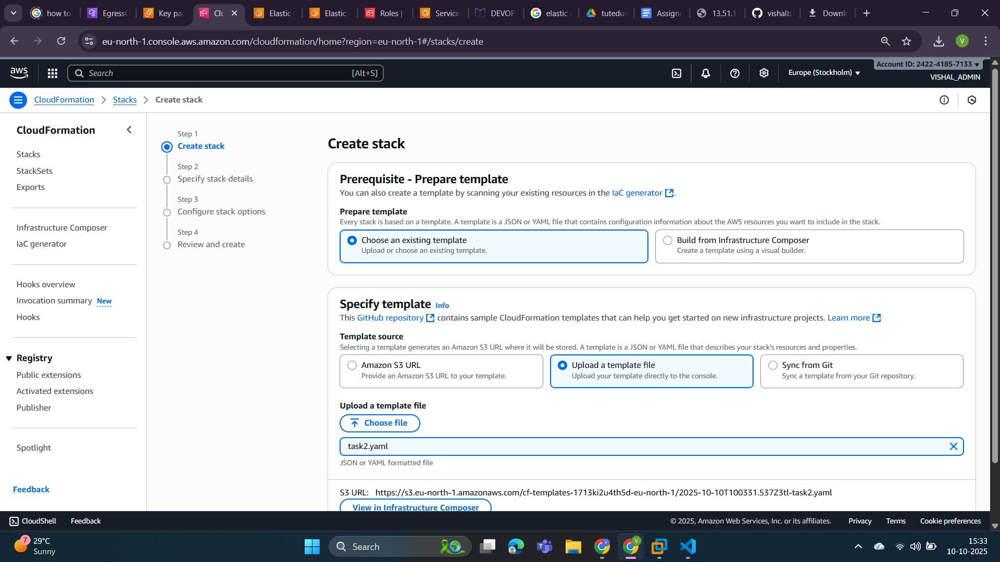 how to
EgressO
Key pai
Clo
Elastic
Elastic
Roles |
Service
DEVOP
elastic
tuteduc
Assignm
13.51.1
vishalb
Downlo
eu-north-1.console.aws.amazon.com/cloudformation/home?region=eu-north-1#/stacks/create
V
aws
Search
[Alt+S]
Europe (Stockholm)
Account ID: 2422-4185-7133
VISHAL_ADMIN
CloudFormation
Stacks
Create stack
CloudFormation
Stacks
StackSets
Exports
Infrastructure Composer
IaC generator
Hooks overview
Invocation summary New
Hooks
Registry
Public extensions
Activated extensions
Publisher
Spotlight
Feedback
Step 1
Create stack
Step 2
Specify stack details
Step 3
Configure stack options
Step 4
Review and create
Create stack
Prerequisite - Prepare template
You can also create a template by scanning your existing resources in the IaC generator.
Prepare template
Every stack is based on a template. A template is a JSON or YAML file that contains configuration information about the AWS resources you want to include in the stack.
Choose an existing template
Upload or choose an existing template.
Build from Infrastructure Composer
Create a template using a visual builder.
Specify template Info
This GitHub repository contains sample CloudFormation templates that can help you get started on new infrastructure projects. Learn more
Template source
Selecting a template generates an Amazon S3 URL where it will be stored. A template is a JSON or YAML file that describes your stack's resources and properties.
Amazon S3 URL
Provide an Amazon S3 URL to your template.
Upload a template file
Upload your template directly to the console.
Sync from Git
Sync a template from your Git repository.
Upload a template file
Choose file
task2.yaml
JSON or YAML formatted file
S3 URL: https://s3.eu-north-1.amazonaws.com/cf-templates-1713ki2u4th5d-eu-north-1/2025-10-10T100331.537Z3tl-task2.yaml
View in Infrastructure Composer
CloudShell
Feedback
© 2025, Amazon Web Services, Inc. or its affiliates.
Privacy
Terms
Cookie preferences
7
29°C
Sunny
Search
15:33
10-10-2025